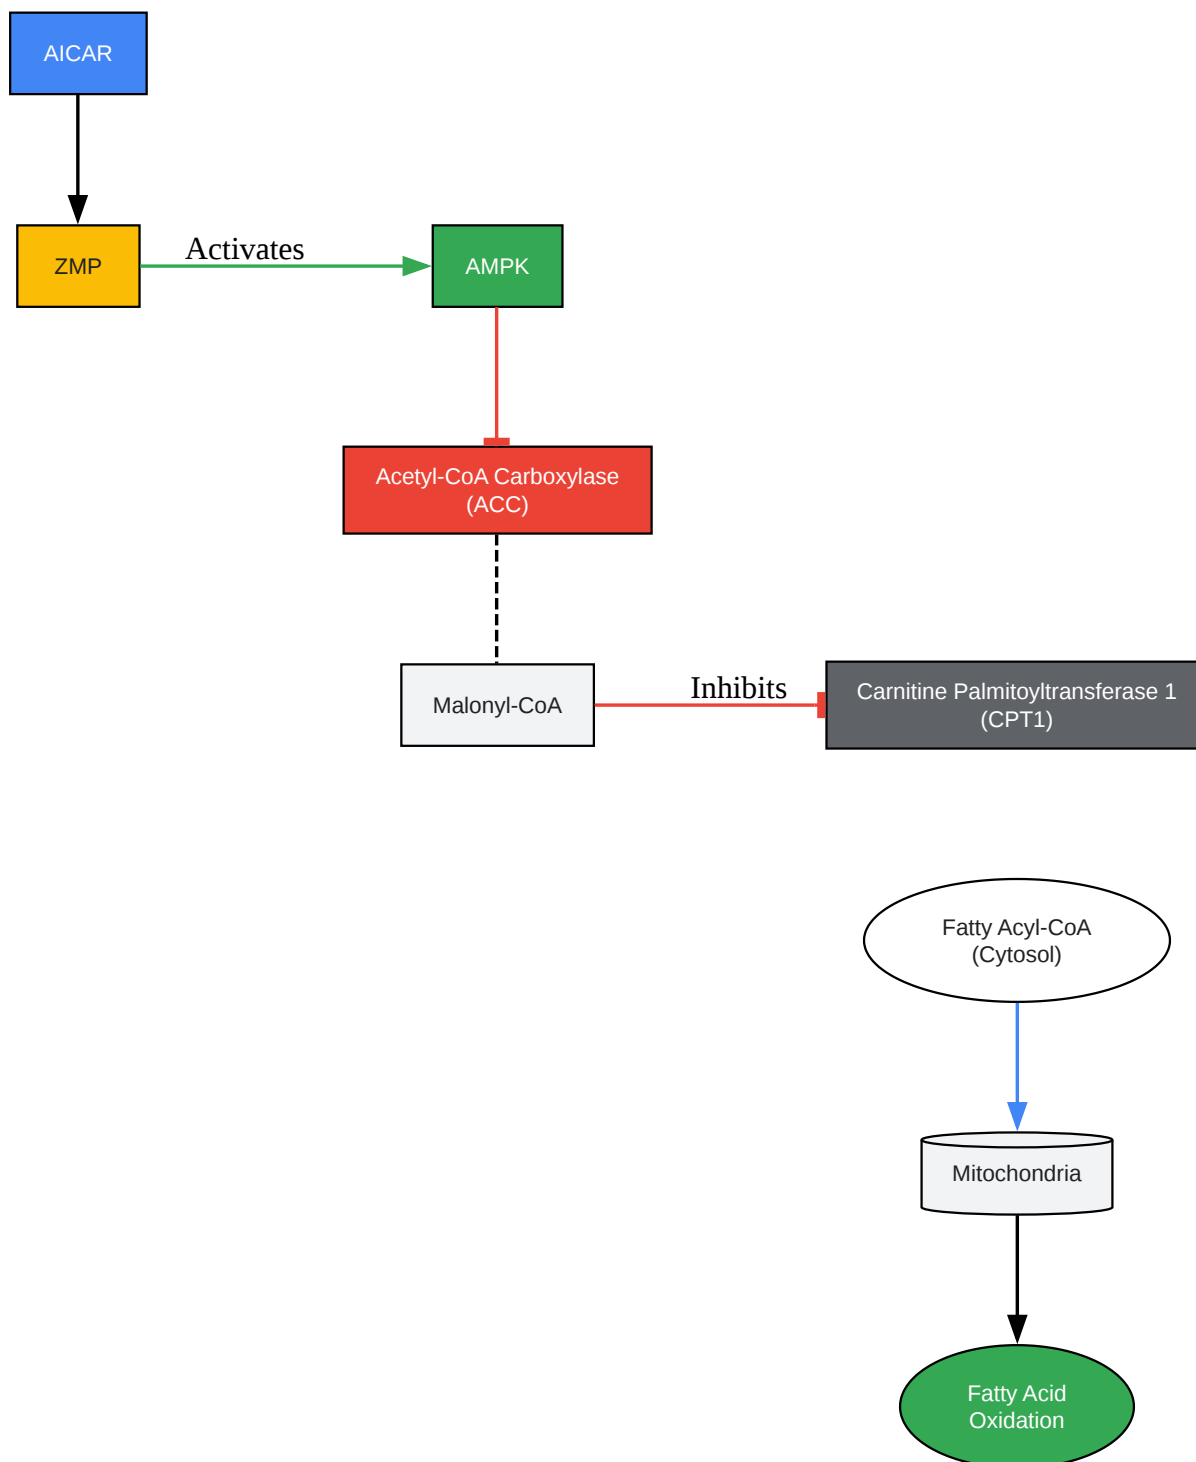 AICAR
ZMP
Activates
AMPK
Acetyl-CoA Carboxylase
(ACC)
Malonyl-CoA
Inhibits
Carnitine Palmitoyltransferase 1
(CPT1)
Fatty Acyl-CoA
(Cytosol)
Mitochondria
Fatty Acid
Oxidation